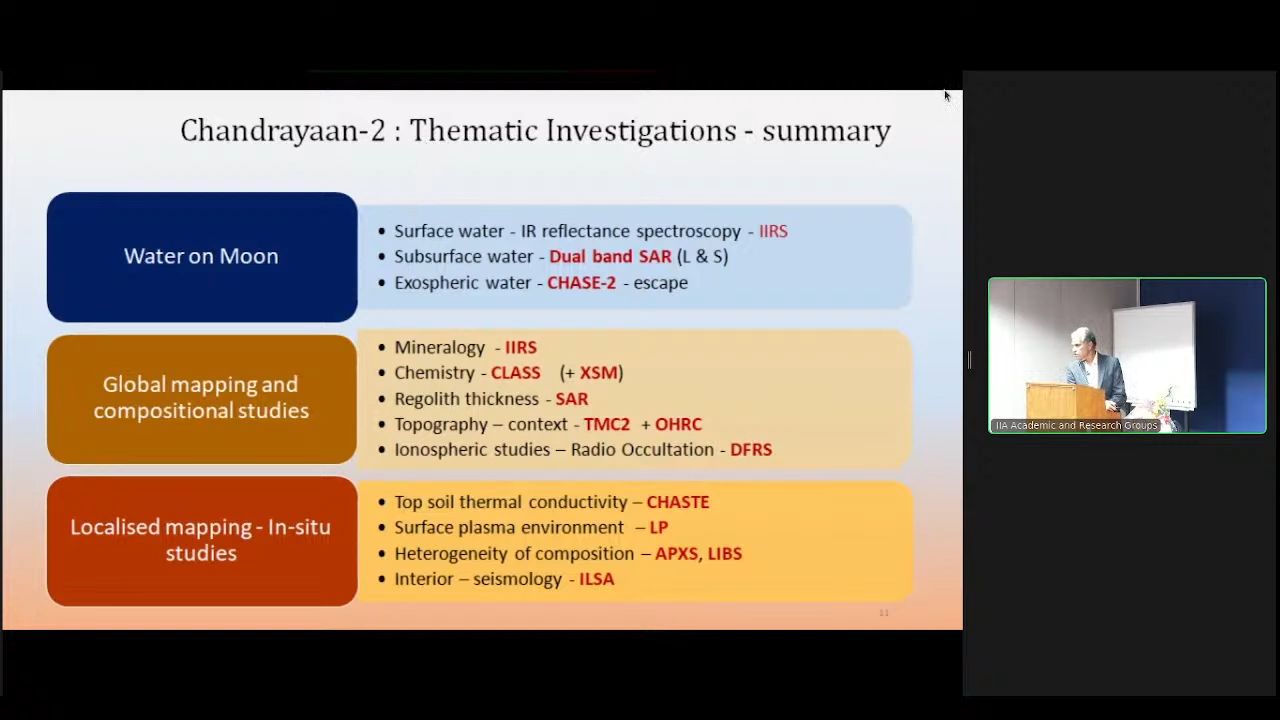 Chandrayaan-2 : Thematic Investigations - summary
Water on Moon
• Surface water - IR reflectance spectroscopy - IIRS
• Subsurface water - Dual band SAR (L & S)
• Exospheric water - CHASE-2 - escape
Global mapping and
compositional studies
• Mineralogy - IIRS
• Chemistry - CLASS (+ XSM)
• Regolith thickness - SAR
• Topography – context - TMC2 + OHRC
• Ionospheric studies – Radio Occultation - DFRS
Localised mapping - In-situ
studies
• Top soil thermal conductivity – CHASTE
• Surface plasma environment – LP
• Heterogeneity of composition – APXS, LIBS
• Interior – seismology - ILSA
11
IIA Academic and Research Groups